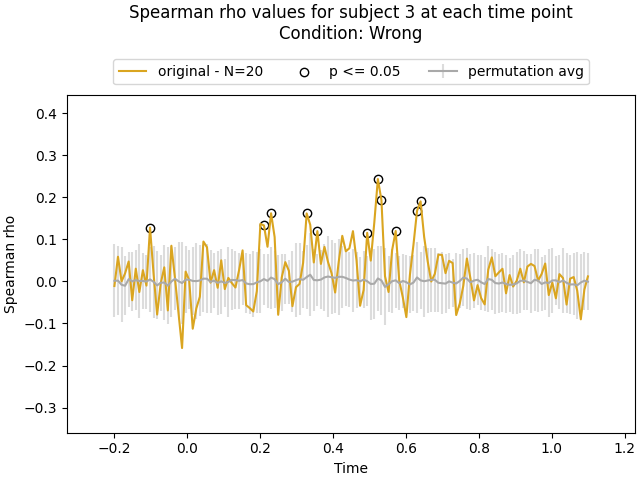 Spearman rho values for subject 3 at each time point
Condition: Wrong
original - N=20 p <= 0.05 permutation avg
0.4
0.3
0.2
0.1
0.0
−0.1
−0.2
−0.3
Spearman rho
−0.2 0.0 0.2 0.4 0.6 0.8 1.0 1.2
Time